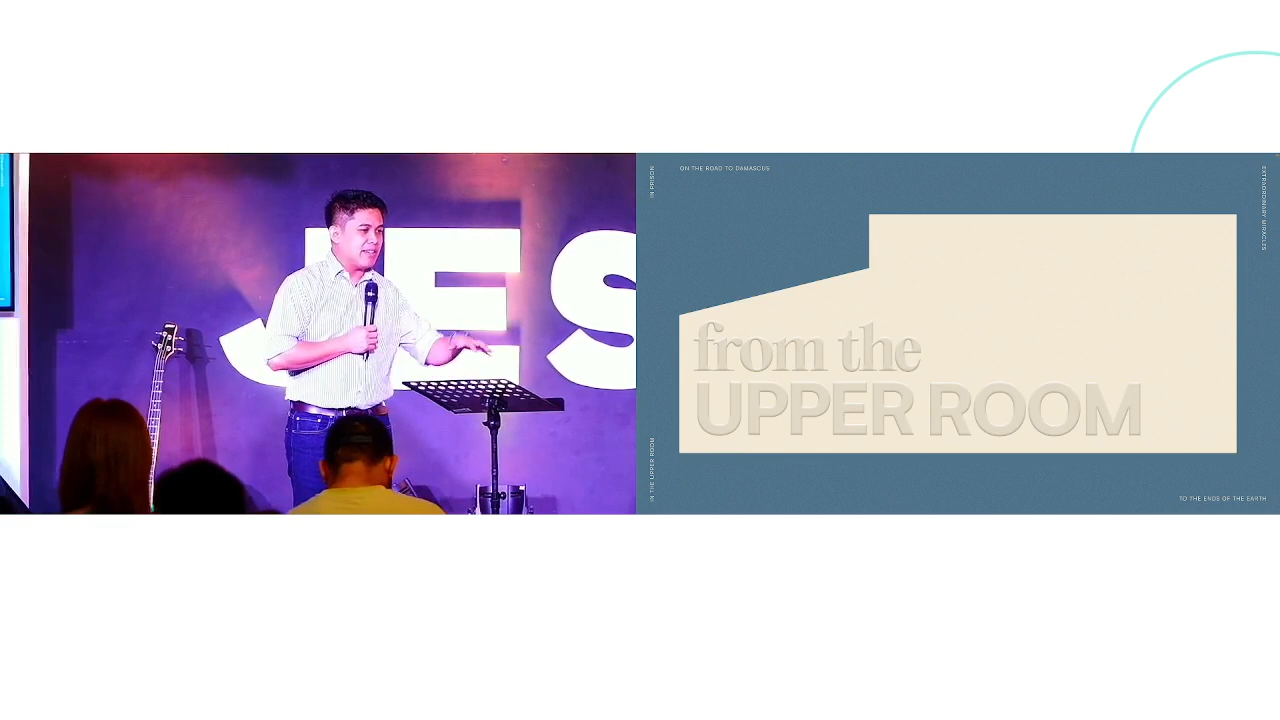 JES
IN PRISON
ON THE ROAD TO DAMASCUS
EXTRAORDINARY MIRACLES
from the
UPPER ROOM
IN THE UPPER ROOM
TO THE ENDS OF THE EARTH